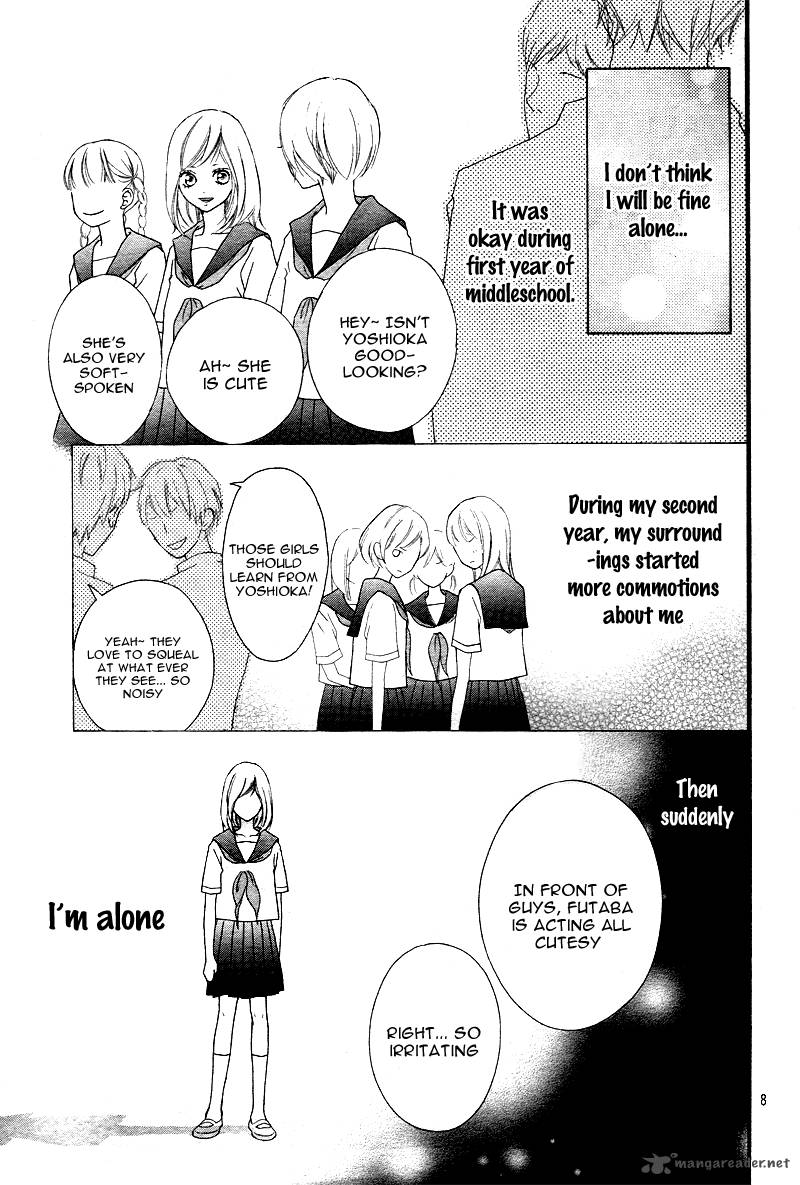 I don't think
I will be fine
alone...
It was
okay during
first year of
middleschool.
HEY~ ISN'T
YOSHIOKA
GOOD-
LOOKING?
AH~ SHE
IS CUTE
SHE'S
ALSO VERY
SOFT-
SPOKEN
During my second
year, my surround
-ings started
more commotions
about me
THOSE GIRLS
SHOULD
LEARN FROM
YOSHIOKA!
YEAH~ THEY
LOVE TO SQUEAL
AT WHAT EVER
THEY SEE... SO
NOISY
Then
suddenly
IN FRONT OF
GUYS, FUTABA
IS ACTING ALL
CUTESY
RIGHT... SO
IRRITATING
I'm alone
8
mangareader.net